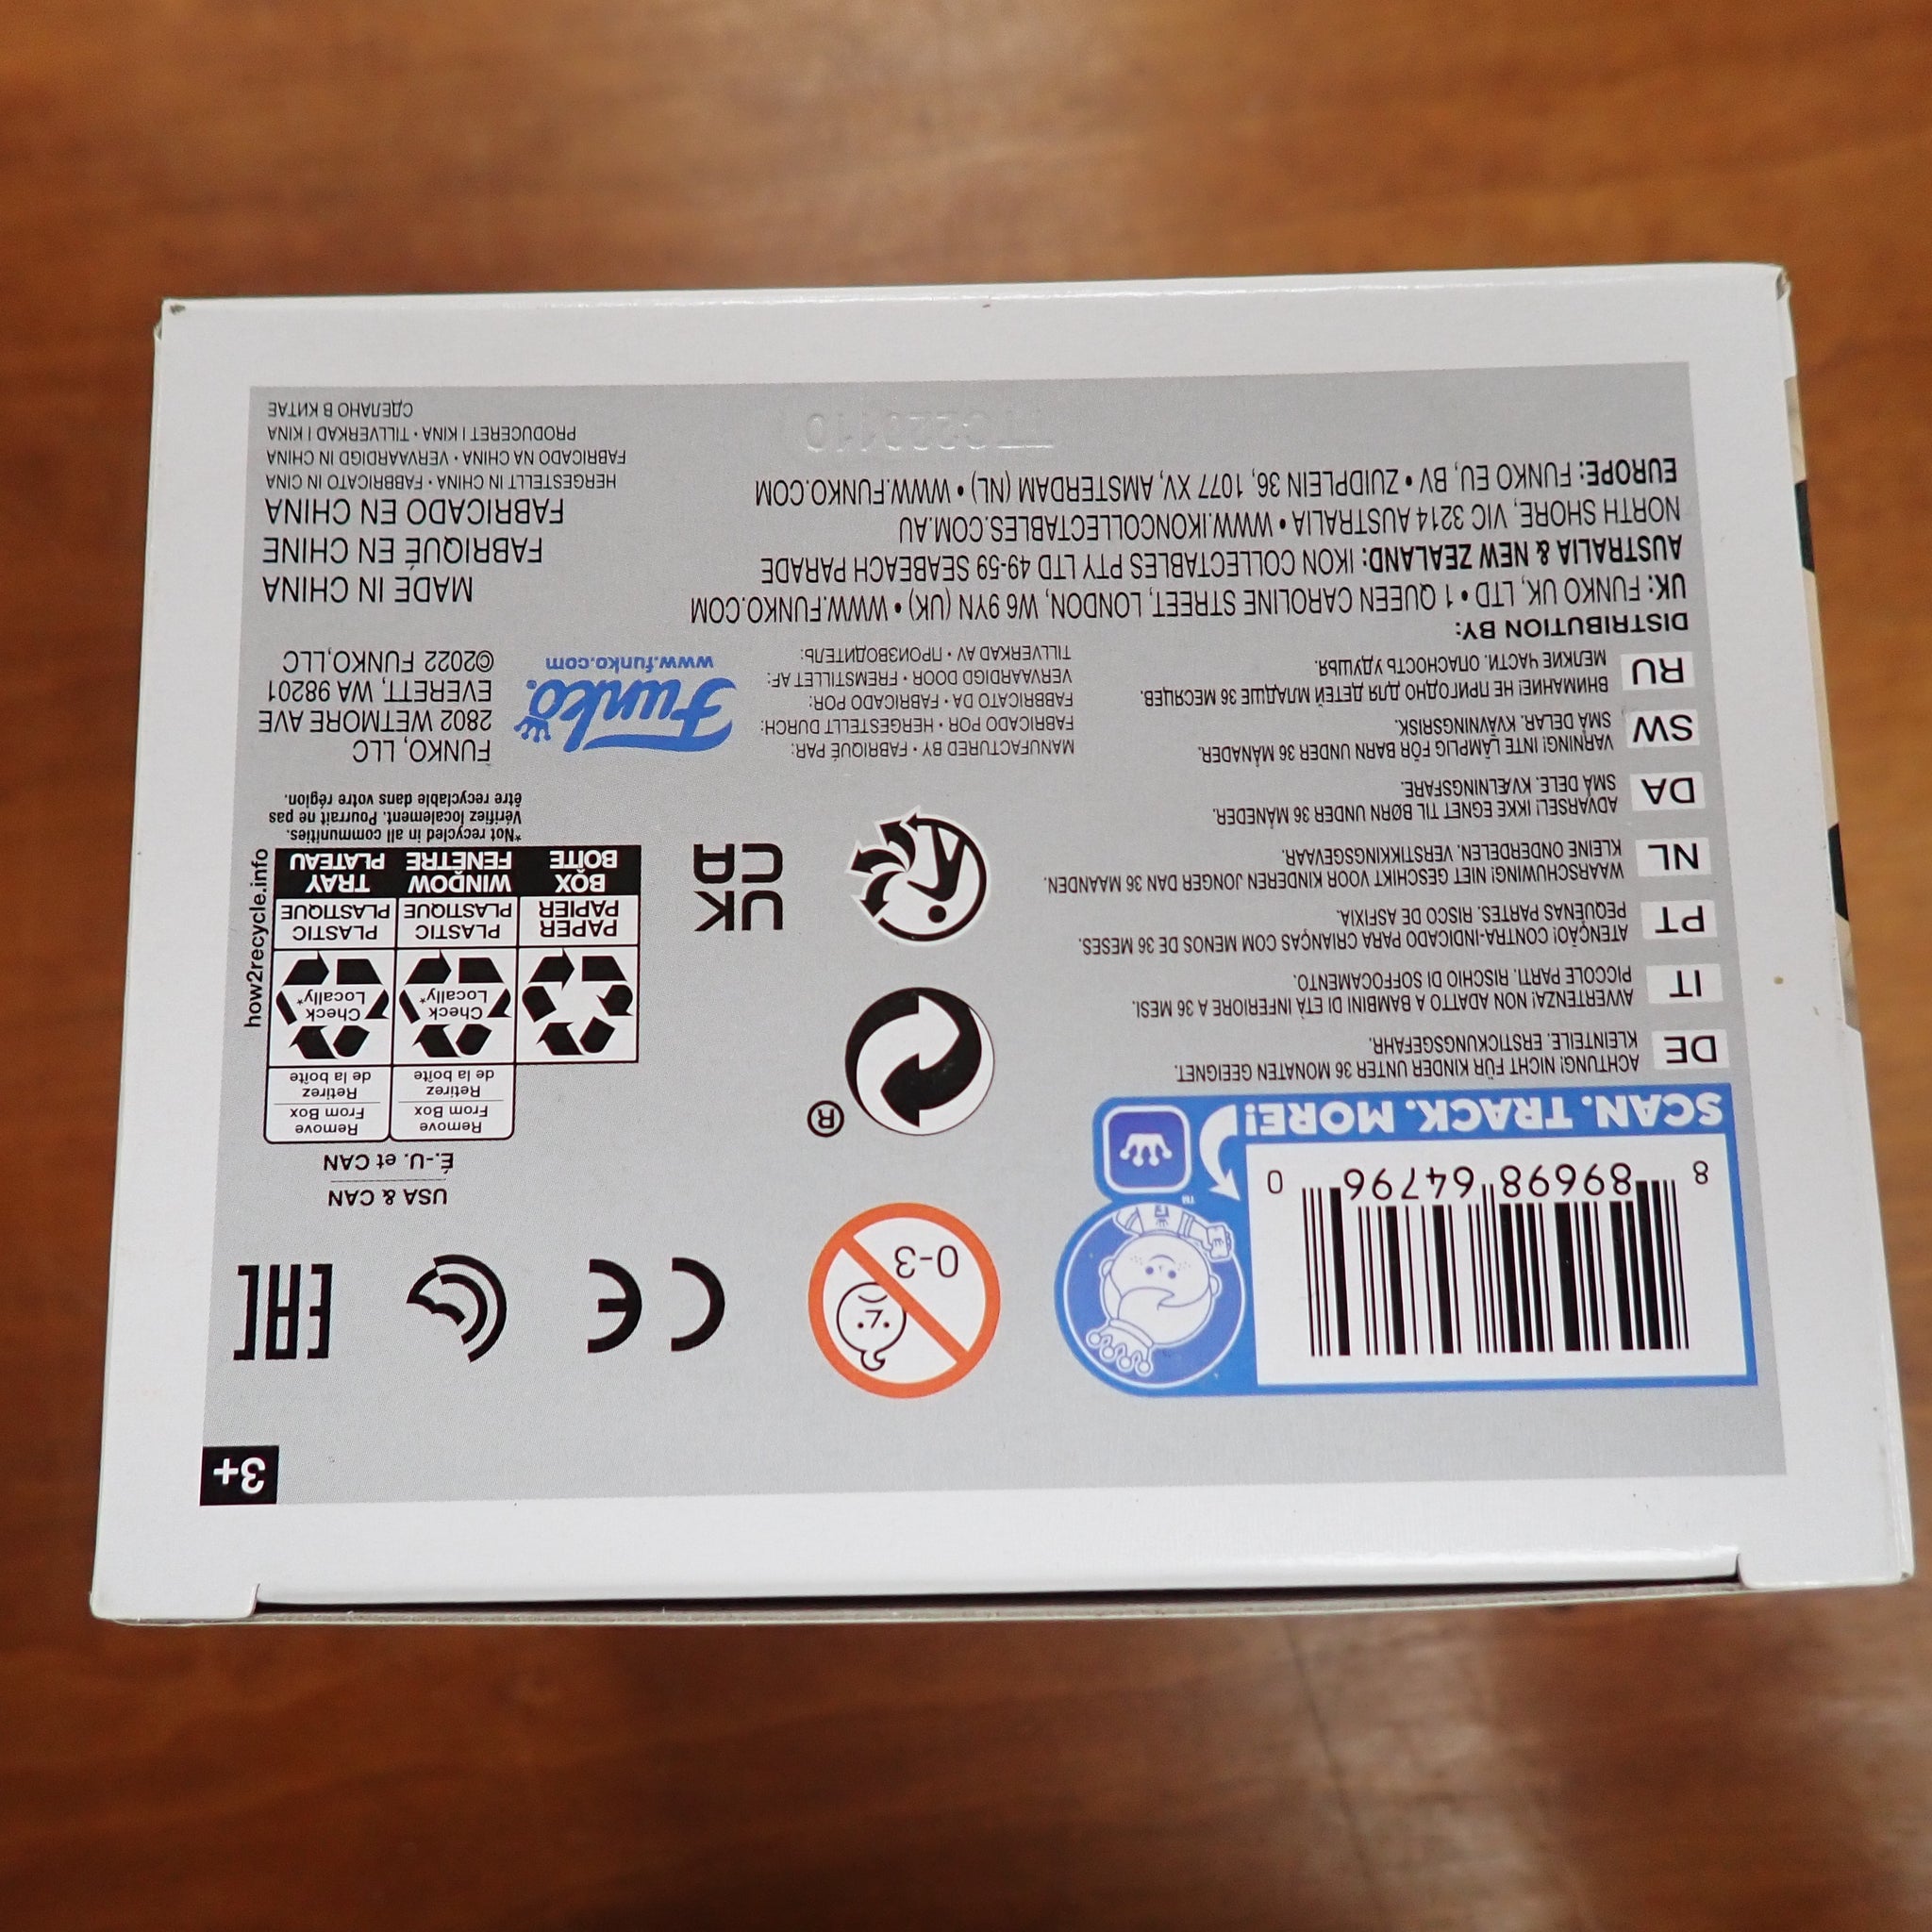 3+
8 89698 64796 0
SCAN. TRACK. MORE!
TM
0-3
CE
EAC
USA & CAN
É.-U. et CAN
DE
ACHTUNG! NICHT FÜR KINDER UNTER 36 MONATEN GEEIGNET.
KLEINTEILE. ERSTICKUNGSGEFAHR.
IT
AVVERTENZA! NON ADATTO A BAMBINI DI ETÀ INFERIORE A 36 MESI.
PICCOLE PARTI. RISCHIO DI SOFFOCAMENTO.
PT
ATENÇÃO! CONTRA-INDICADO PARA CRIANÇAS COM MENOS DE 36 MESES.
PEQUENAS PARTES. RISCO DE ASFIXIA.
NL
WAARSCHUWING! NIET GESCHIKT VOOR KINDEREN JONGER DAN 36 MAANDEN.
KLEINE ONDERDELEN. VERSTIKKINGSGEVAAR.
DA
ADVARSEL! IKKE EGNET TIL BØRN UNDER 36 MÅNEDER.
SMÅ DELE. KVÆLNINGSFARE.
SW
VARNING! INTE LÄMPLIG FÖR BARN UNDER 36 MÅNADER.
SMÅ DELAR. KVÄVNINGSRISK.
RU
ВНИМАНИЕ! НЕ ПРИГОДНО ДЛЯ ДЕТЕЙ МЛАДШЕ 36 МЕСЯЦЕВ.
МЕЛКИЕ ЧАСТИ. ОПАСНОСТЬ УДУШЬЯ.
®
UK
CA
Remove
From Box
Retirez
de la boîte
Remove
From Box
Retirez
de la boîte
Check
Locally*
Check
Locally*
PAPER
PAPIER
PLASTIC
PLASTIQUE
PLASTIC
PLASTIQUE
BOX
BOÎTE
WINDOW
FENÊTRE
TRAY
PLATEAU
how2recycle.info
*Not recycled in all communities.
Vérifiez localement. Pourrait ne pas
être recyclable dans votre région.
MANUFACTURED BY • FABRIQUÉ PAR:
FABRICADO POR • HERGESTELLT DURCH:
FABBRICATO DA • FABRICADO POR:
VERVAARDIGD DOOR • FREMSTILLET AF:
TILLVERKAD AV • ПРОИЗВОДИТЕЛЬ:
Funko.
www.funko.com
FUNKO, LLC
2802 WETMORE AVE
EVERETT, WA 98201
©2022 FUNKO,LLC
DISTRIBUTION BY:
UK: FUNKO UK, LTD • 1 QUEEN CAROLINE STREET, LONDON, W6 9YN (UK) • WWW.FUNKO.COM
AUSTRALIA & NEW ZEALAND: IKON COLLECTABLES PTY LTD 49-59 SEABEACH PARADE
NORTH SHORE, VIC 3214 AUSTRALIA • WWW.IKONCOLLECTABLES.COM.AU
EUROPE: FUNKO EU, BV • ZUIDPLEIN 36, 1077 XV, AMSTERDAM (NL) • WWW.FUNKO.COM
MADE IN CHINA
FABRIQUÉ EN CHINE
FABRICADO EN CHINA
HERGESTELLT IN CHINA • FABBRICATO IN CINA
FABRICADO NA CHINA • VERVAARDIGD IN CHINA
PRODUCERET I KINA • TILLVERKAD I KINA
СДЕЛАНО В КИТАЕ